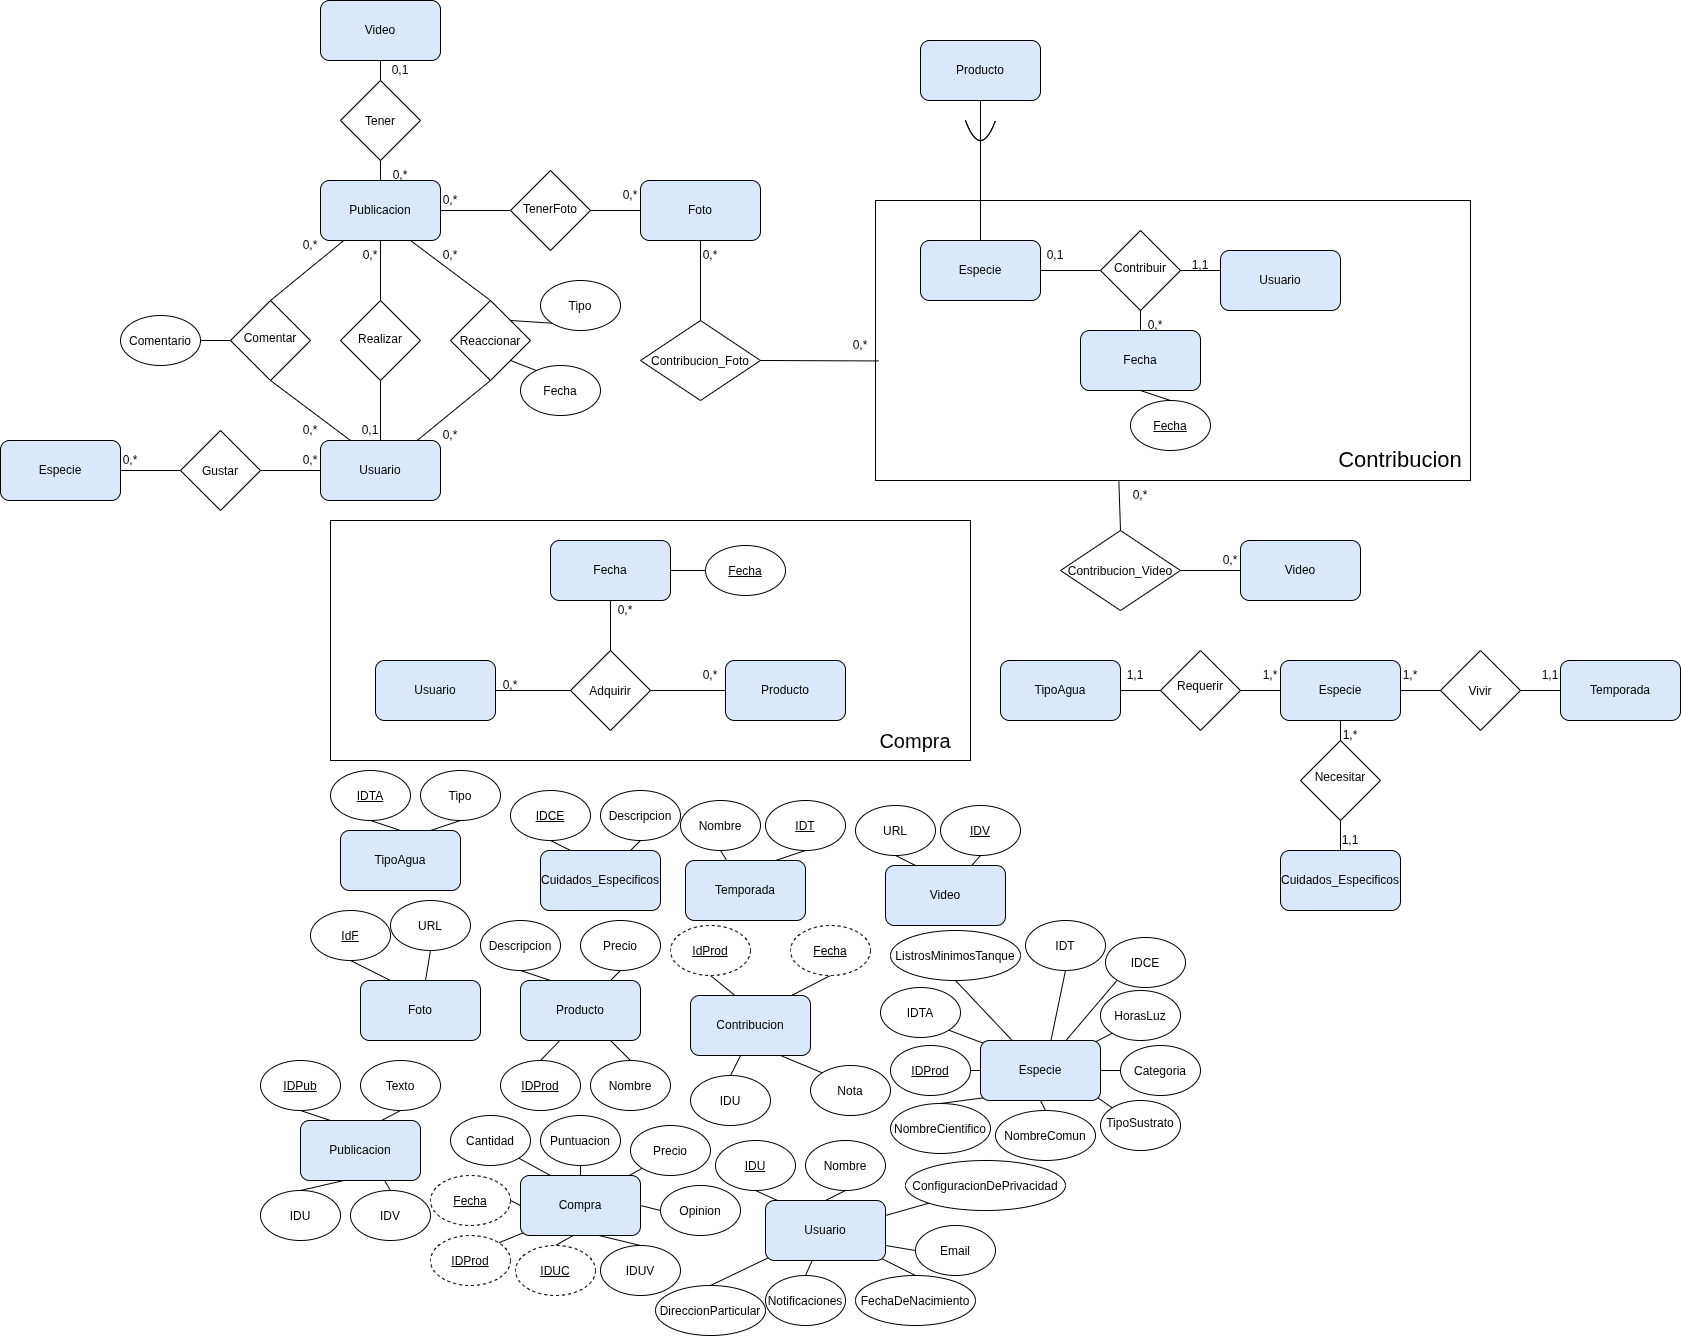 Video
0,1
Tener
0,*
Publicacion
0,*
TenerFoto
0,*
Foto
0,*
0,*
0,*
0,*
Tipo
Comentario
Comentar
Realizar
Reaccionar
Fecha
Contribucion_Foto
0,*
0,*
0,1
0,*
Especie
0,*
Gustar
0,*
Usuario
Producto
Especie
0,1
Contribuir
1,1
Usuario
0,*
Fecha
Fecha
Contribucion
0,*
Contribucion_Video
0,*
Video
Fecha
Fecha
0,*
Usuario
0,*
Adquirir
0,*
Producto
Compra
TipoAgua
1,1
Requerir
1,*
Especie
1,*
Vivir
1,1
Temporada
1,*
Necesitar
1,1
Cuidados_Especificos
IDTA
Tipo
TipoAgua
IDCE
Descripcion
Cuidados_Especificos
Nombre
IDT
Temporada
URL
IDV
Video
IdF
URL
Foto
Descripcion
Precio
Producto
IDProd
Nombre
IdProd
Fecha
Contribucion
IDU
Nota
ListrosMinimosTanque
IDT
IDCE
IDTA
HorasLuz
IDProd
Especie
Categoria
NombreCientifico
NombreComun
TipoSustrato
IDPub
Texto
Publicacion
IDU
IDV
Cantidad
Puntuacion
Precio
Fecha
Compra
Opinion
IDProd
IDUC
IDUV
IDU
Nombre
ConfiguracionDePrivacidad
Usuario
Email
DireccionParticular
Notificaciones
FechaDeNacimiento